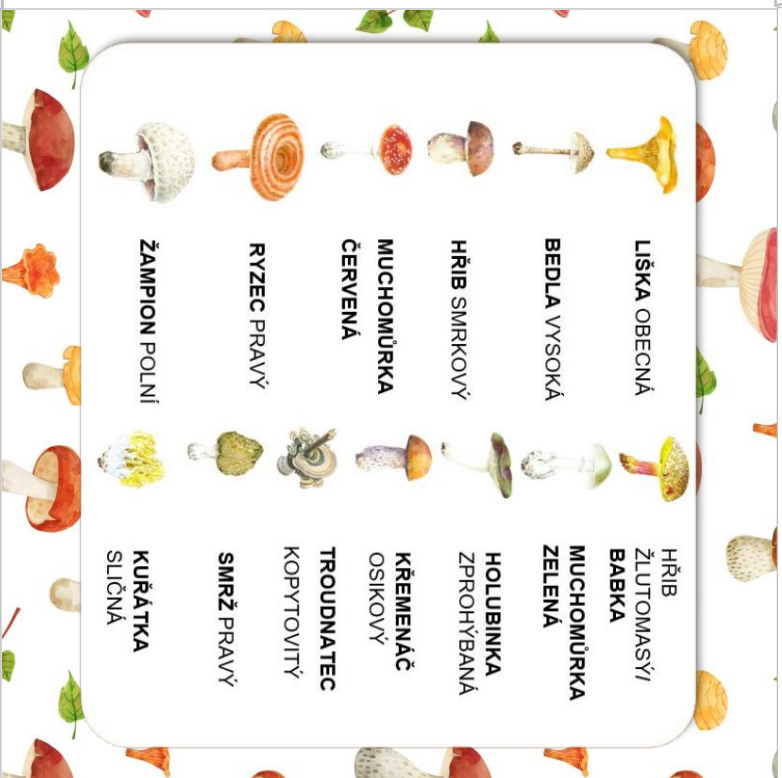 LIŠKA OBECNÁ
BEDLA VYSOKÁ
HŘIB SMRKOVÝ
MUCHOMŮRKA
ČERVENÁ
RYZEC PRAVÝ
ŽAMPION POLNÍ
HŘIB
ŽLUTOMASÝ/
BABKA
MUCHOMŮRKA
ZELENÁ
HOLUBINKA
ZPROHÝBANÁ
KŘEMENÁČ
OSIKOVÝ
TROUDNATEC
KOPYTOVITÝ
SMRŽ PRAVÝ
KUŘÁTKA
SLIČNÁ